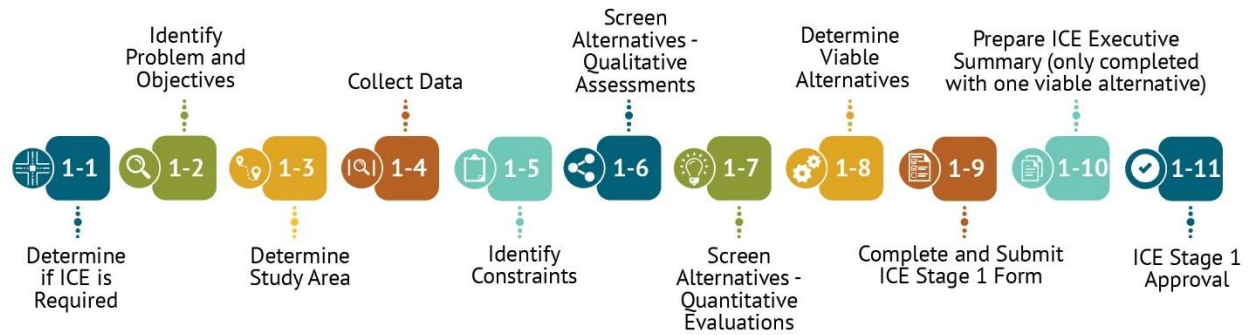 1-1
Determine
if ICE is
Required
Identify
Problem and
Objectives
1-2
1-3
Determine
Study Area
Collect Data
1-4
1-5
Identify
Constraints
Screen
Alternatives -
Qualitative
Assessments
1-6
1-7
Screen
Alternatives -
Quantitative
Evaluations
Determine
Viable
Alternatives
1-8
1-9
Complete and Submit
ICE Stage 1 Form
Prepare ICE Executive
Summary (only completed
with one viable alternative)
1-10
1-11
ICE Stage 1
Approval